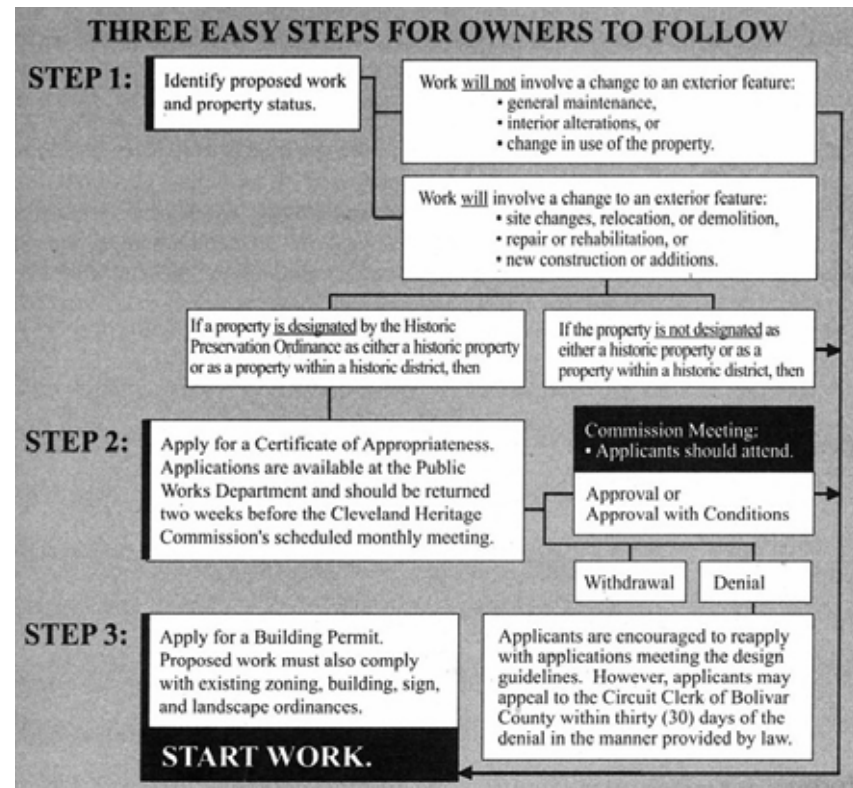 THREE EASY STEPS FOR OWNERS TO FOLLOW
STEP 1:
Identify proposed work
and property status.
Work will not involve a change to an exterior feature:
• general maintenance,
• interior alterations, or
• change in use of the property.
Work will involve a change to an exterior feature:
• site changes, relocation, or demolition,
• repair or rehabilitation, or
• new construction or additions.
If a property is designated by the Historic
Preservation Ordinance as either a historic property
or as a property within a historic district, then
If the property is not designated as
either a historic property or as a
property within a historic district, then
STEP 2:
Apply for a Certificate of Appropriateness.
Applications are available at the Public
Works Department and should be returned
two weeks before the Cleveland Heritage
Commission's scheduled monthly meeting.
Commission Meeting:
• Applicants should attend.
Approval or
Approval with Conditions
Withdrawal
Denial
STEP 3:
Apply for a Building Permit.
Proposed work must also comply
with existing zoning, building, sign,
and landscape ordinances.
START WORK.
Applicants are encouraged to reapply
with applications meeting the design
guidelines. However, applicants may
appeal to the Circuit Clerk of Bolivar
County within thirty (30) days of the
denial in the manner provided by law.